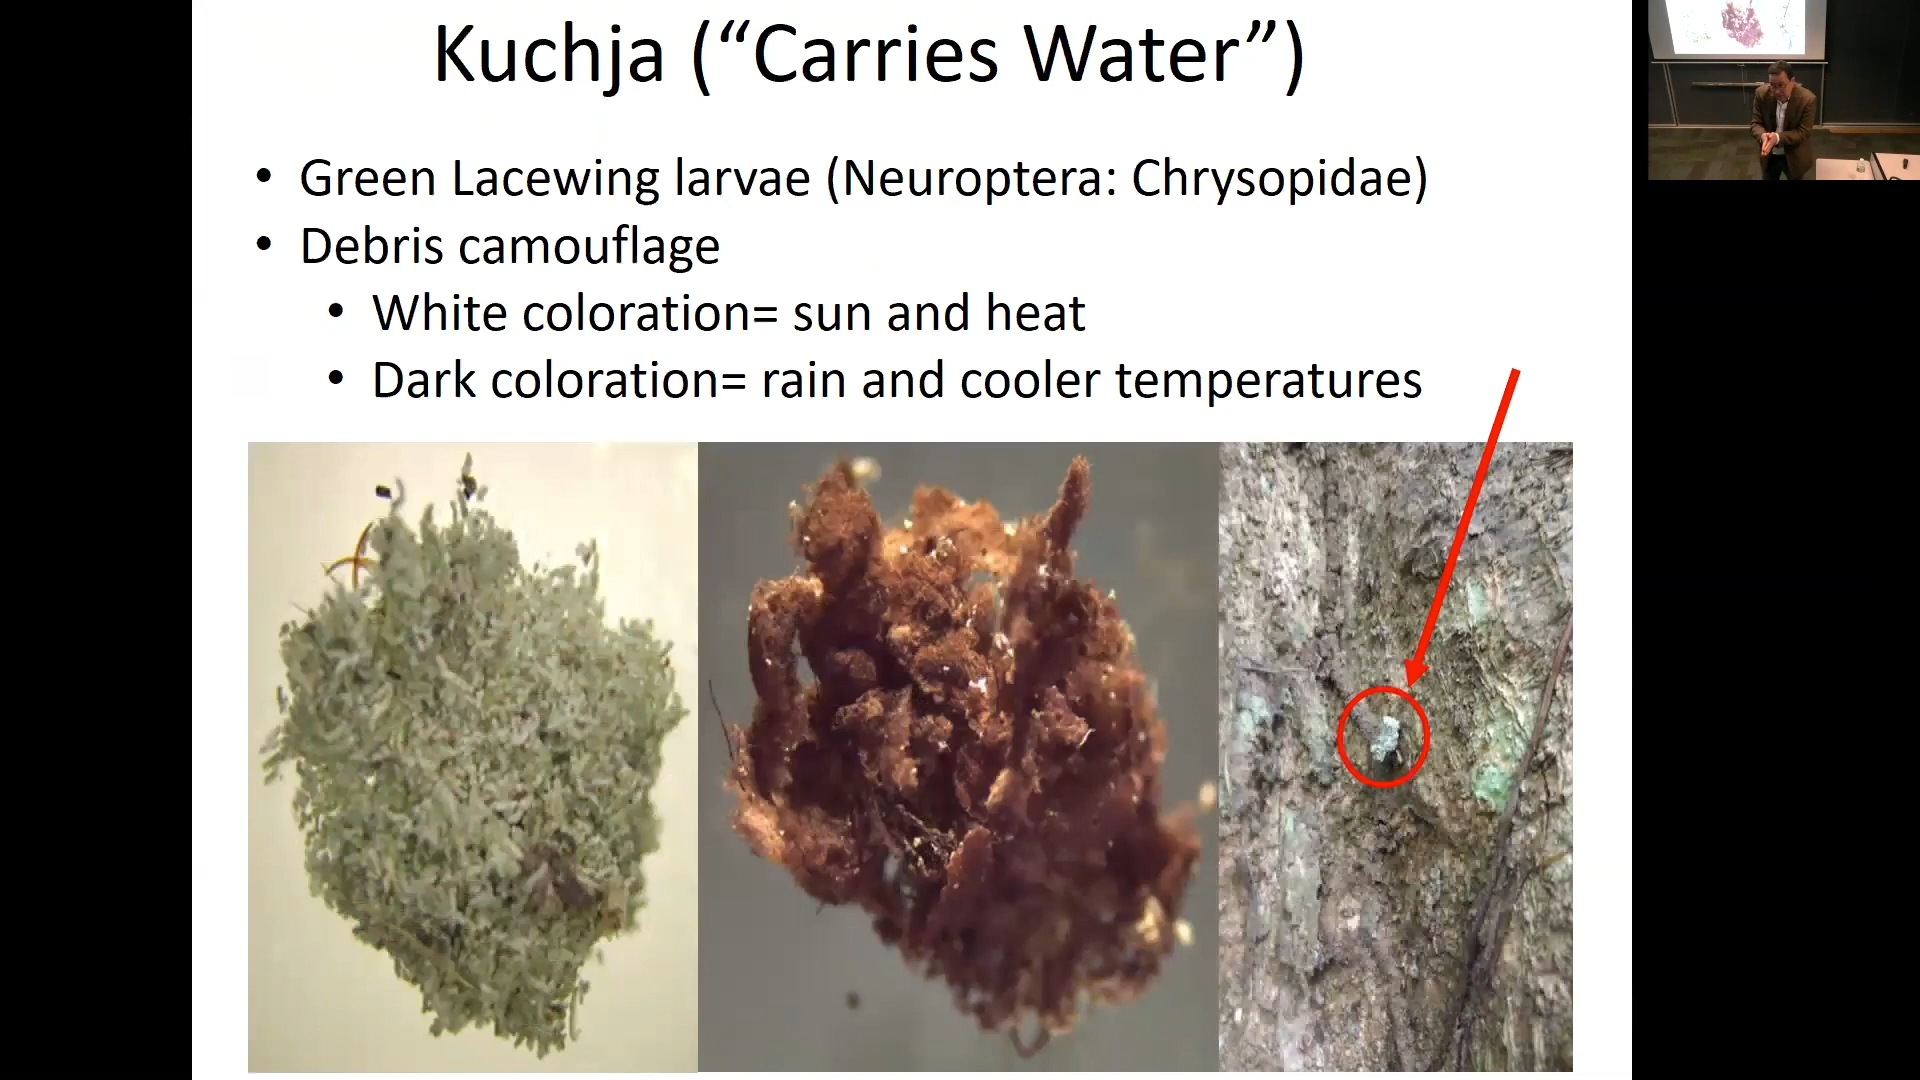 Kuchja (“Carries Water”)
• Green Lacewing larvae (Neuroptera: Chrysopidae)
• Debris camouflage
• White coloration= sun and heat
• Dark coloration= rain and cooler temperatures